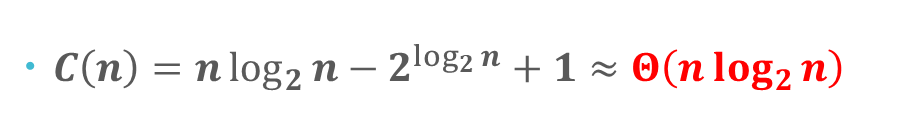 • C(n) = n log₂ n − 2^{log₂ n} + 1 ≈ Θ(n log₂ n)